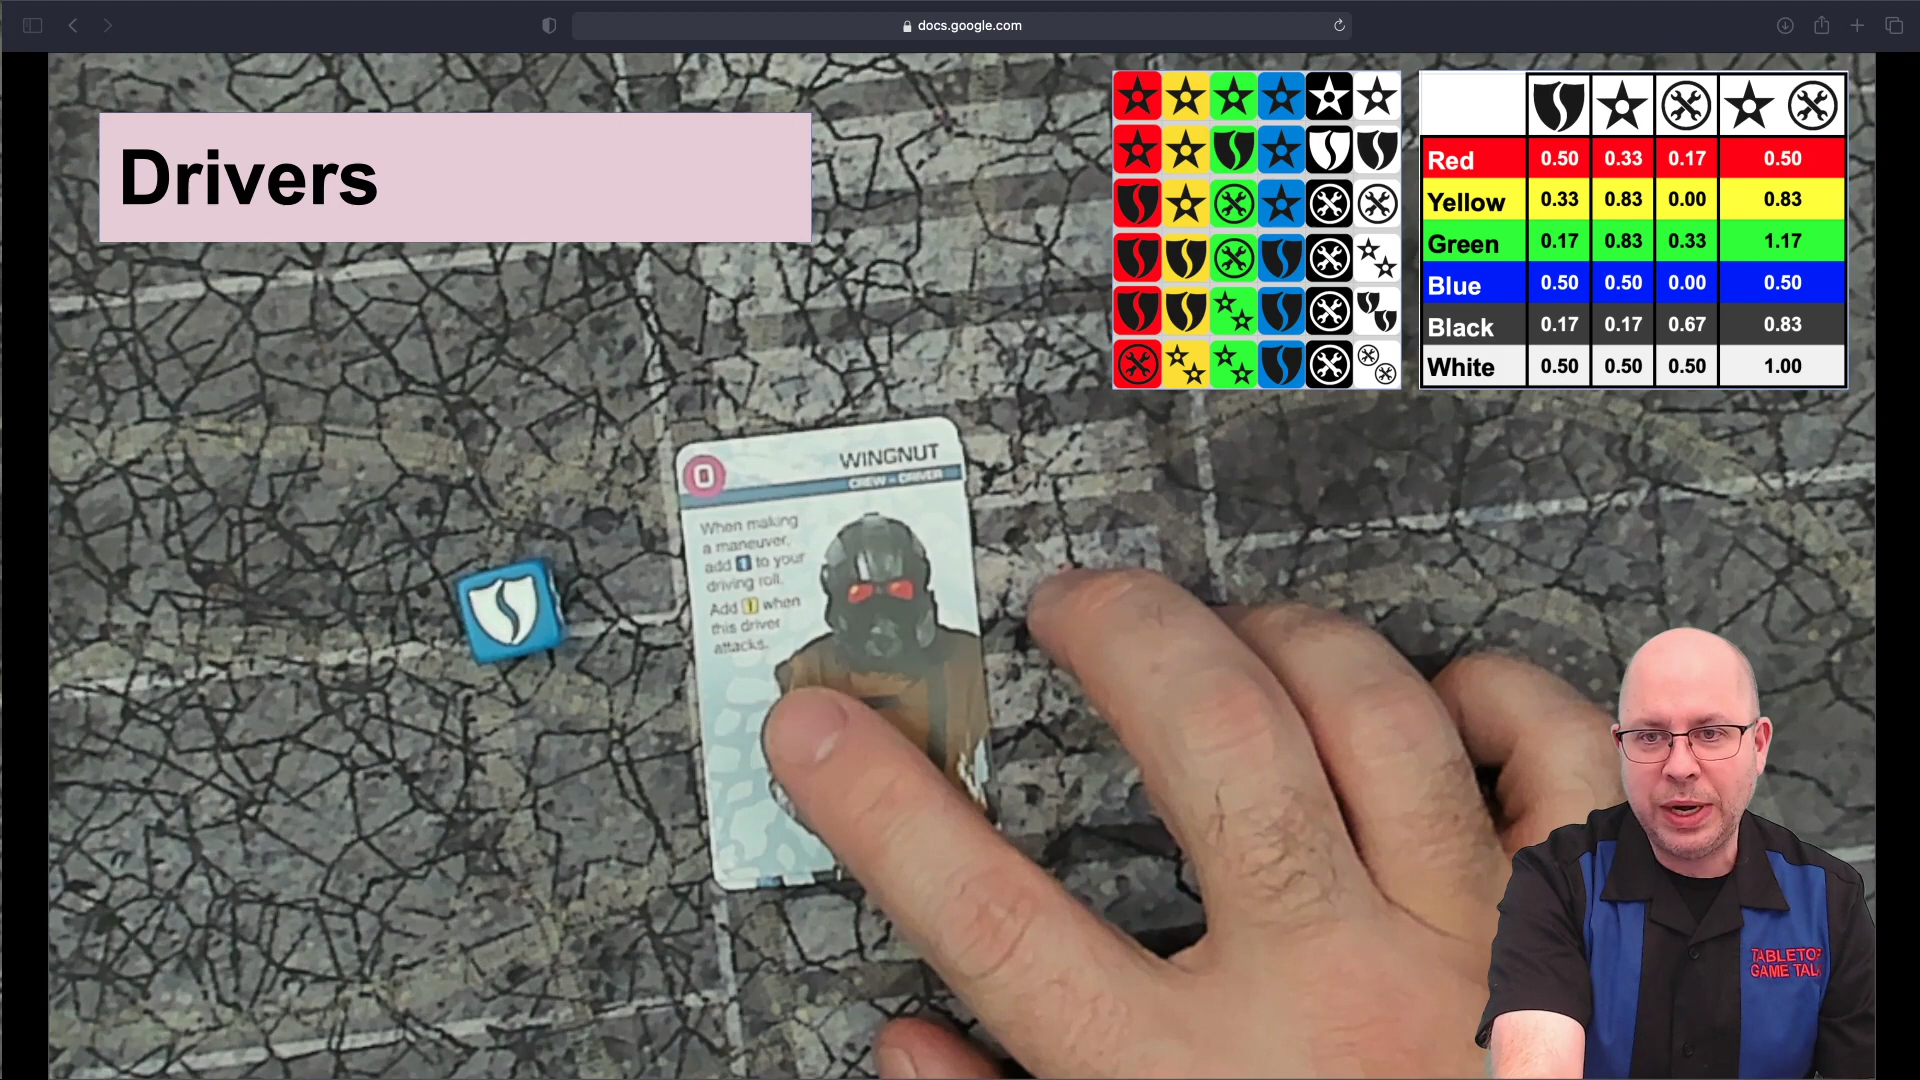 docs.google.com
Drivers
Red 0.50 0.33 0.17 0.50
Yellow 0.33 0.83 0.00 0.83
Green 0.17 0.83 0.33 1.17
Blue 0.50 0.50 0.00 0.50
Black 0.17 0.17 0.67 0.83
White 0.50 0.50 0.50 1.00
0
WINGNUT
CREW - DRIVER
When making
a maneuver,
add 1 to your
driving roll.
Add 1 when
this driver
attacks.
TABLETOP
GAME TALK